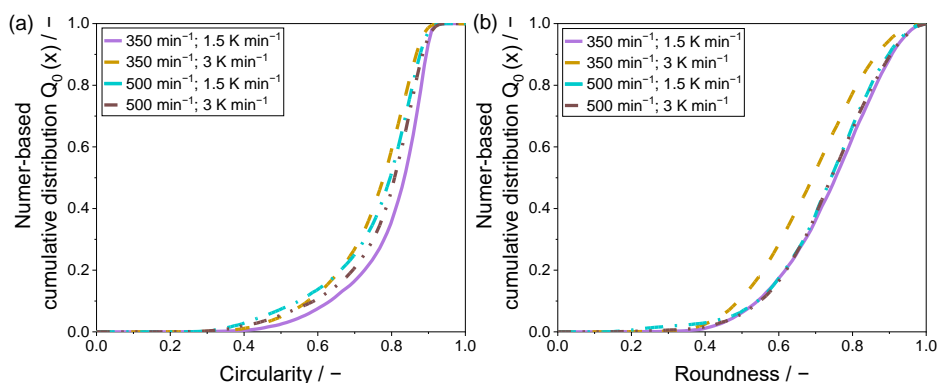 (a)
Numer-based
cumulative distribution Q₀(x) / −
350 min⁻¹; 1.5 K min⁻¹
350 min⁻¹; 3 K min⁻¹
500 min⁻¹; 1.5 K min⁻¹
500 min⁻¹; 3 K min⁻¹
1.0
0.8
0.6
0.4
0.2
0.0
0.0 0.2 0.4 0.6 0.8 1.0
Circularity / −
(b)
Numer-based
cumulative distribution Q₀(x) / −
350 min⁻¹; 1.5 K min⁻¹
350 min⁻¹; 3 K min⁻¹
500 min⁻¹; 1.5 K min⁻¹
500 min⁻¹; 3 K min⁻¹
1.0
0.8
0.6
0.4
0.2
0.0
0.0 0.2 0.4 0.6 0.8 1.0
Roundness / −